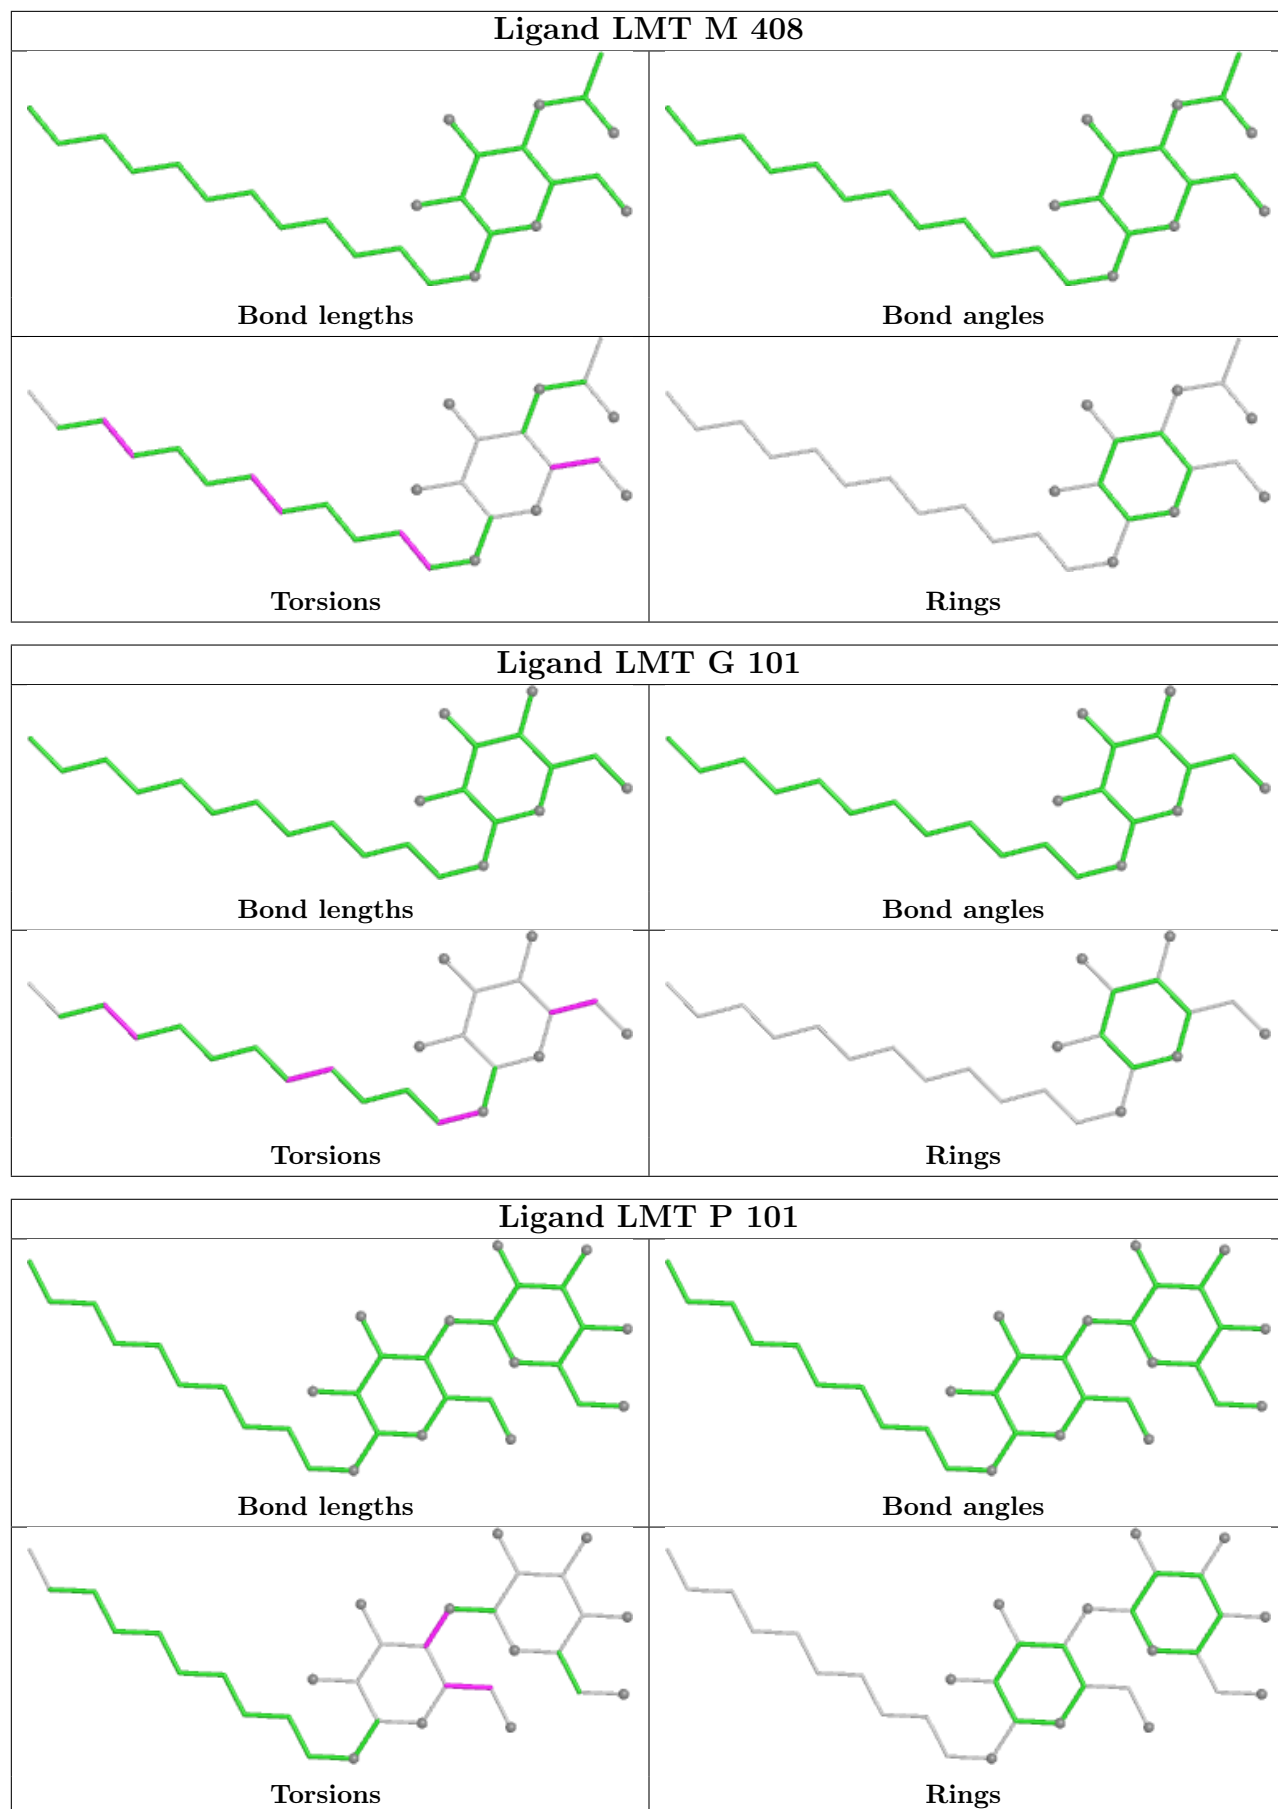 Ligand LMT M 408
Bond lengths
Bond angles
Torsions
Rings
Ligand LMT G 101
Bond lengths
Bond angles
Torsions
Rings
Ligand LMT P 101
Bond lengths
Bond angles
Torsions
Rings